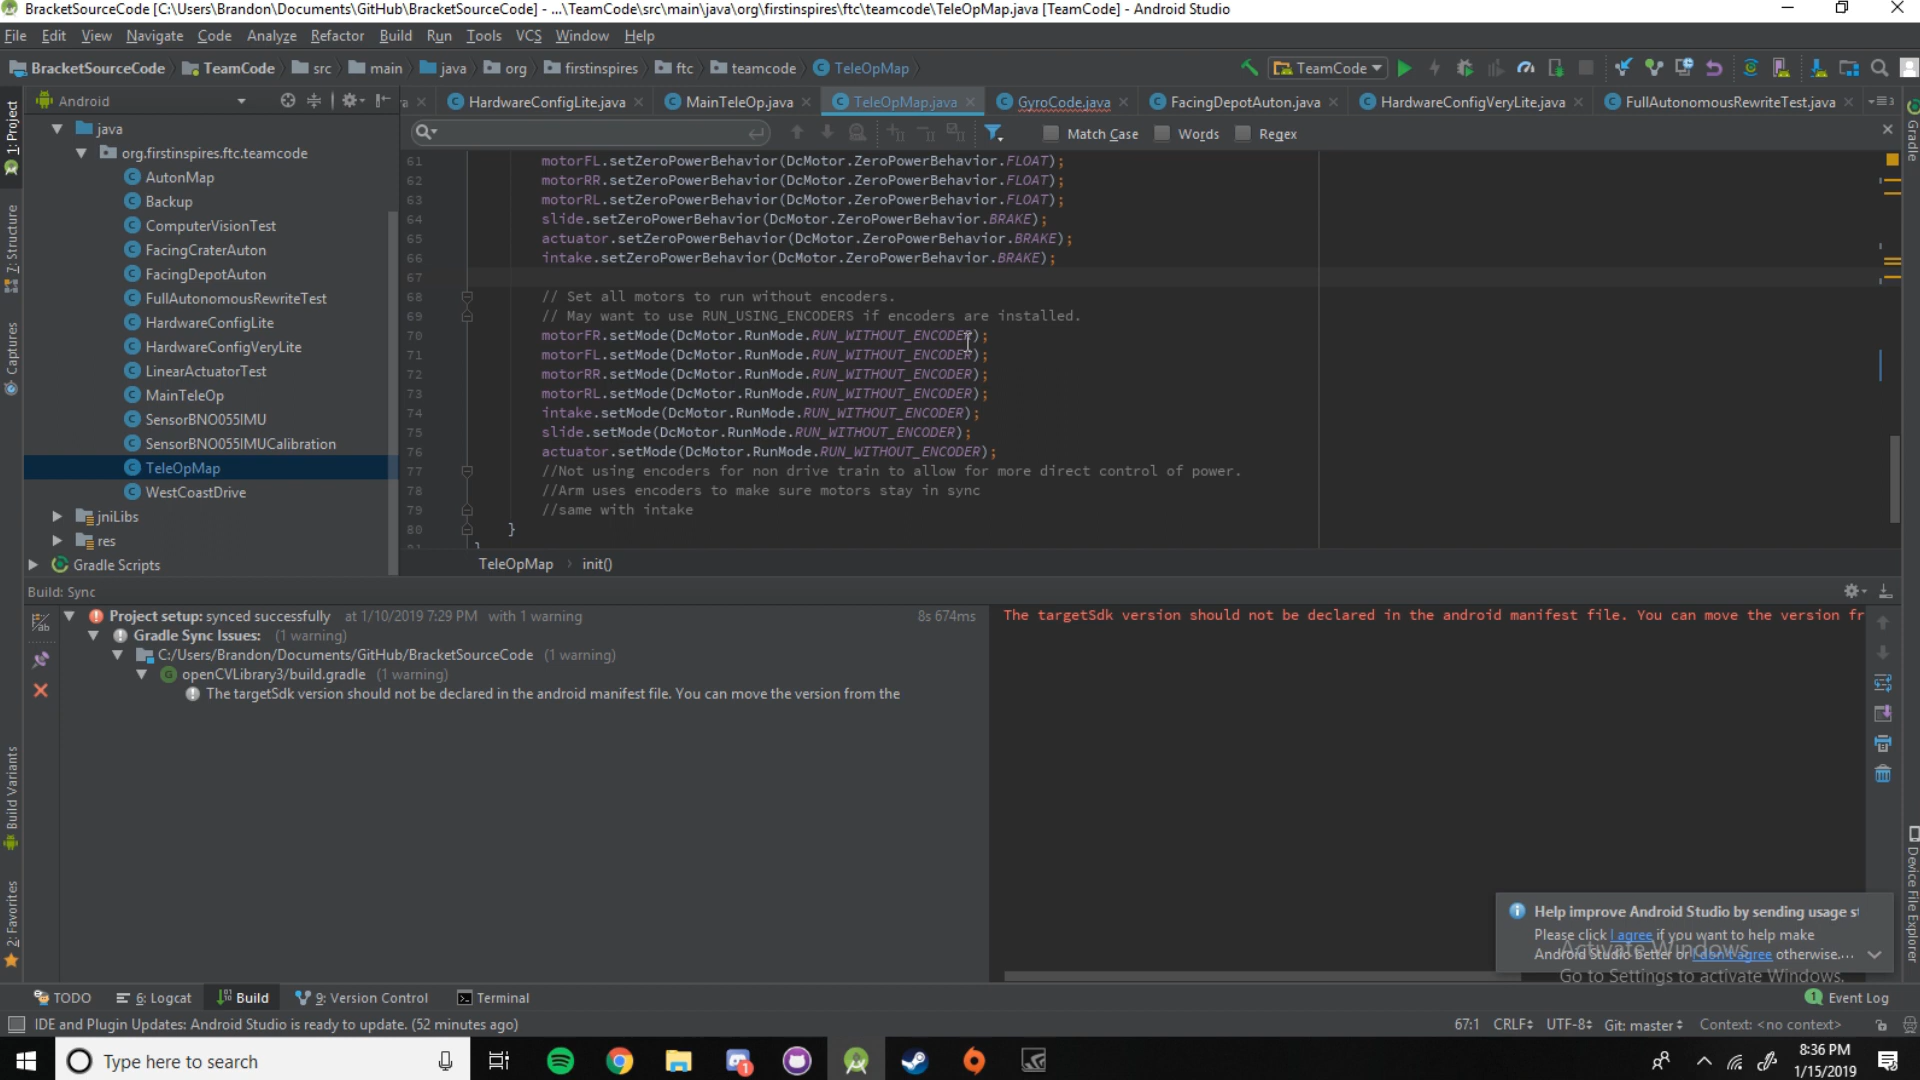 BracketSourceCode [C:\Users\Brandon\Documents\GitHub\BracketSourceCode] - ...\TeamCode\src\main\java\org\firstinspires\ftc\teamcode\TeleOpMap.java [TeamCode] - Android Studio
File Edit View Navigate Code Analyze Refactor Build Run Tools VCS Window Help
BracketSourceCode TeamCode src main java org firstinspires ftc teamcode TeleOpMap TeamCode
Android HardwareConfigLite.java MainTeleOp.java TeleOpMap.java GyroCode.java FacingDepotAuton.java HardwareConfigVeryLite.java FullAutonomousRewriteTest.java
Match Case Words Regex
1: Project
7: Structure
Captures
Build Variants
2: Favorites
java
org.firstinspires.ftc.teamcode
AutonMap
Backup
ComputerVisionTest
FacingCraterAuton
FacingDepotAuton
FullAutonomousRewriteTest
HardwareConfigLite
HardwareConfigVeryLite
LinearActuatorTest
MainTeleOp
SensorBNO055IMU
SensorBNO055IMUCalibration
TeleOpMap
WestCoastDrive
jniLibs
res
Gradle Scripts
61 motorFL.setZeroPowerBehavior(DcMotor.ZeroPowerBehavior.FLOAT);
62 motorRR.setZeroPowerBehavior(DcMotor.ZeroPowerBehavior.FLOAT);
63 motorRL.setZeroPowerBehavior(DcMotor.ZeroPowerBehavior.FLOAT);
64 slide.setZeroPowerBehavior(DcMotor.ZeroPowerBehavior.BRAKE);
65 actuator.setZeroPowerBehavior(DcMotor.ZeroPowerBehavior.BRAKE);
66 intake.setZeroPowerBehavior(DcMotor.ZeroPowerBehavior.BRAKE);
67
68 // Set all motors to run without encoders.
69 // May want to use RUN_USING_ENCODERS if encoders are installed.
70 motorFR.setMode(DcMotor.RunMode.RUN_WITHOUT_ENCODER);
71 motorFL.setMode(DcMotor.RunMode.RUN_WITHOUT_ENCODER);
72 motorRR.setMode(DcMotor.RunMode.RUN_WITHOUT_ENCODER);
73 motorRL.setMode(DcMotor.RunMode.RUN_WITHOUT_ENCODER);
74 intake.setMode(DcMotor.RunMode.RUN_WITHOUT_ENCODER);
75 slide.setMode(DcMotor.RunMode.RUN_WITHOUT_ENCODER);
76 actuator.setMode(DcMotor.RunMode.RUN_WITHOUT_ENCODER);
77 //Not using encoders for non drive train to allow for more direct control of power.
78 //Arm uses encoders to make sure motors stay in sync
79 //same with intake
80 }
TeleOpMap init()
Gradle
Device File Explorer
Build: Sync
Project setup: synced successfully at 1/10/2019 7:29 PM with 1 warning 8s 674ms
Gradle Sync Issues: (1 warning)
C:/Users/Brandon/Documents/GitHub/BracketSourceCode (1 warning)
openCVLibrary3/build.gradle (1 warning)
The targetSdk version should not be declared in the android manifest file. You can move the version from the
The targetSdk version should not be declared in the android manifest file. You can move the version fr
Help improve Android Studio by sending usage st
Please click I agree if you want to help make
Android Studio better or I don't agree otherwise....
Activate Windows
Go to Settings to activate Windows.
TODO 6: Logcat Build 9: Version Control Terminal 1 Event Log
IDE and Plugin Updates: Android Studio is ready to update. (52 minutes ago) 67:1 CRLF UTF-8 Git: master Context: <no context>
Type here to search 1 8:36 PM
1/15/2019